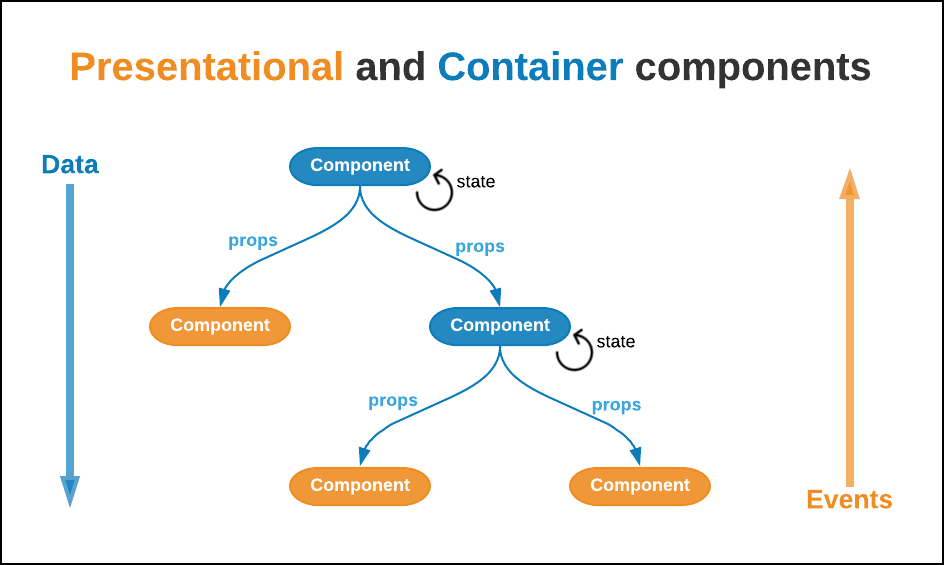 Presentational and Container components
Data
Component
state
props
props
Component
Component
state
props
props
Component
Component
Events